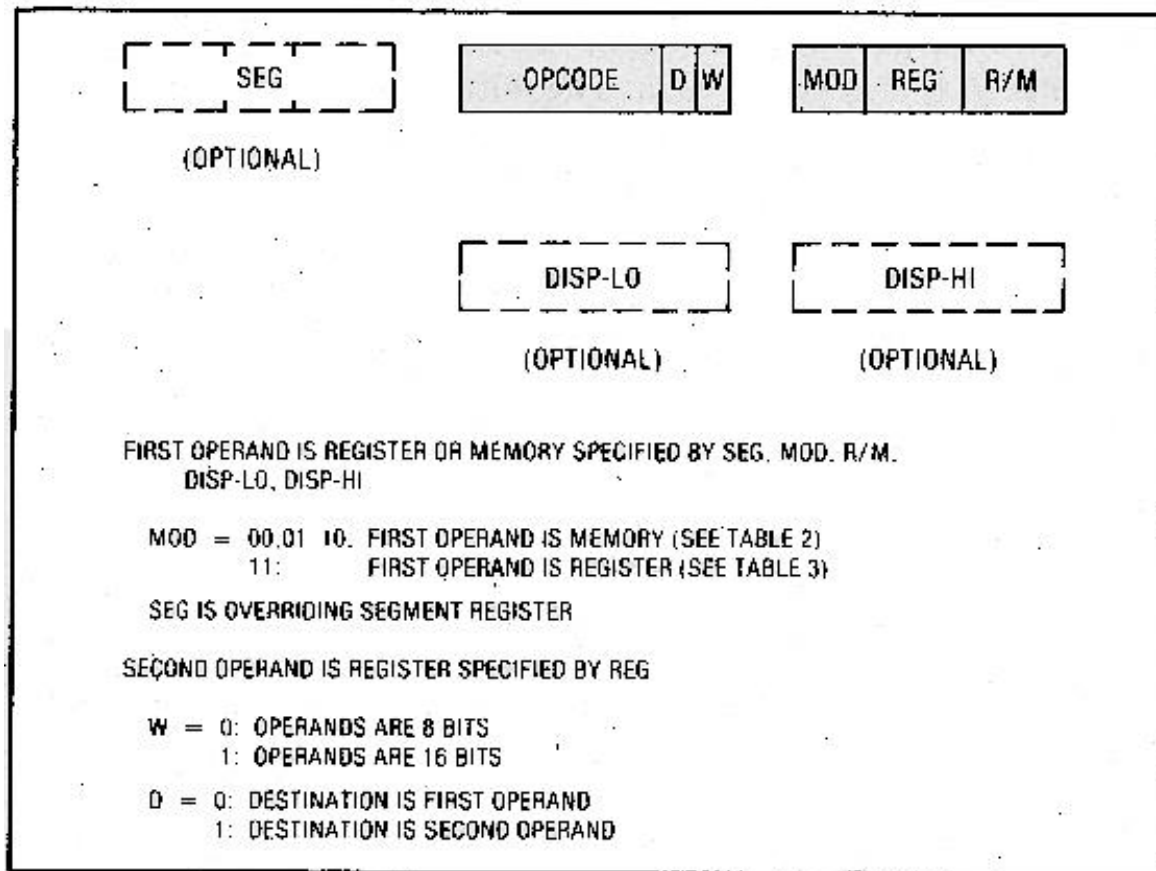 SEG
OPCODE D W
MOD REG R/M
(OPTIONAL)
DISP-LO
DISP-HI
(OPTIONAL)
(OPTIONAL)
FIRST OPERAND IS REGISTER OR MEMORY SPECIFIED BY SEG. MOD. R/M.
DISP-LO, DISP-HI
MOD = 00.01 10. FIRST OPERAND IS MEMORY (SEE TABLE 2)
11: FIRST OPERAND IS REGISTER (SEE TABLE 3)
SEG IS OVERRIDING SEGMENT REGISTER
SECOND OPERAND IS REGISTER SPECIFIED BY REG
W = 0: OPERANDS ARE 8 BITS
1: OPERANDS ARE 16 BITS
D = 0: DESTINATION IS FIRST OPERAND
1: DESTINATION IS SECOND OPERAND